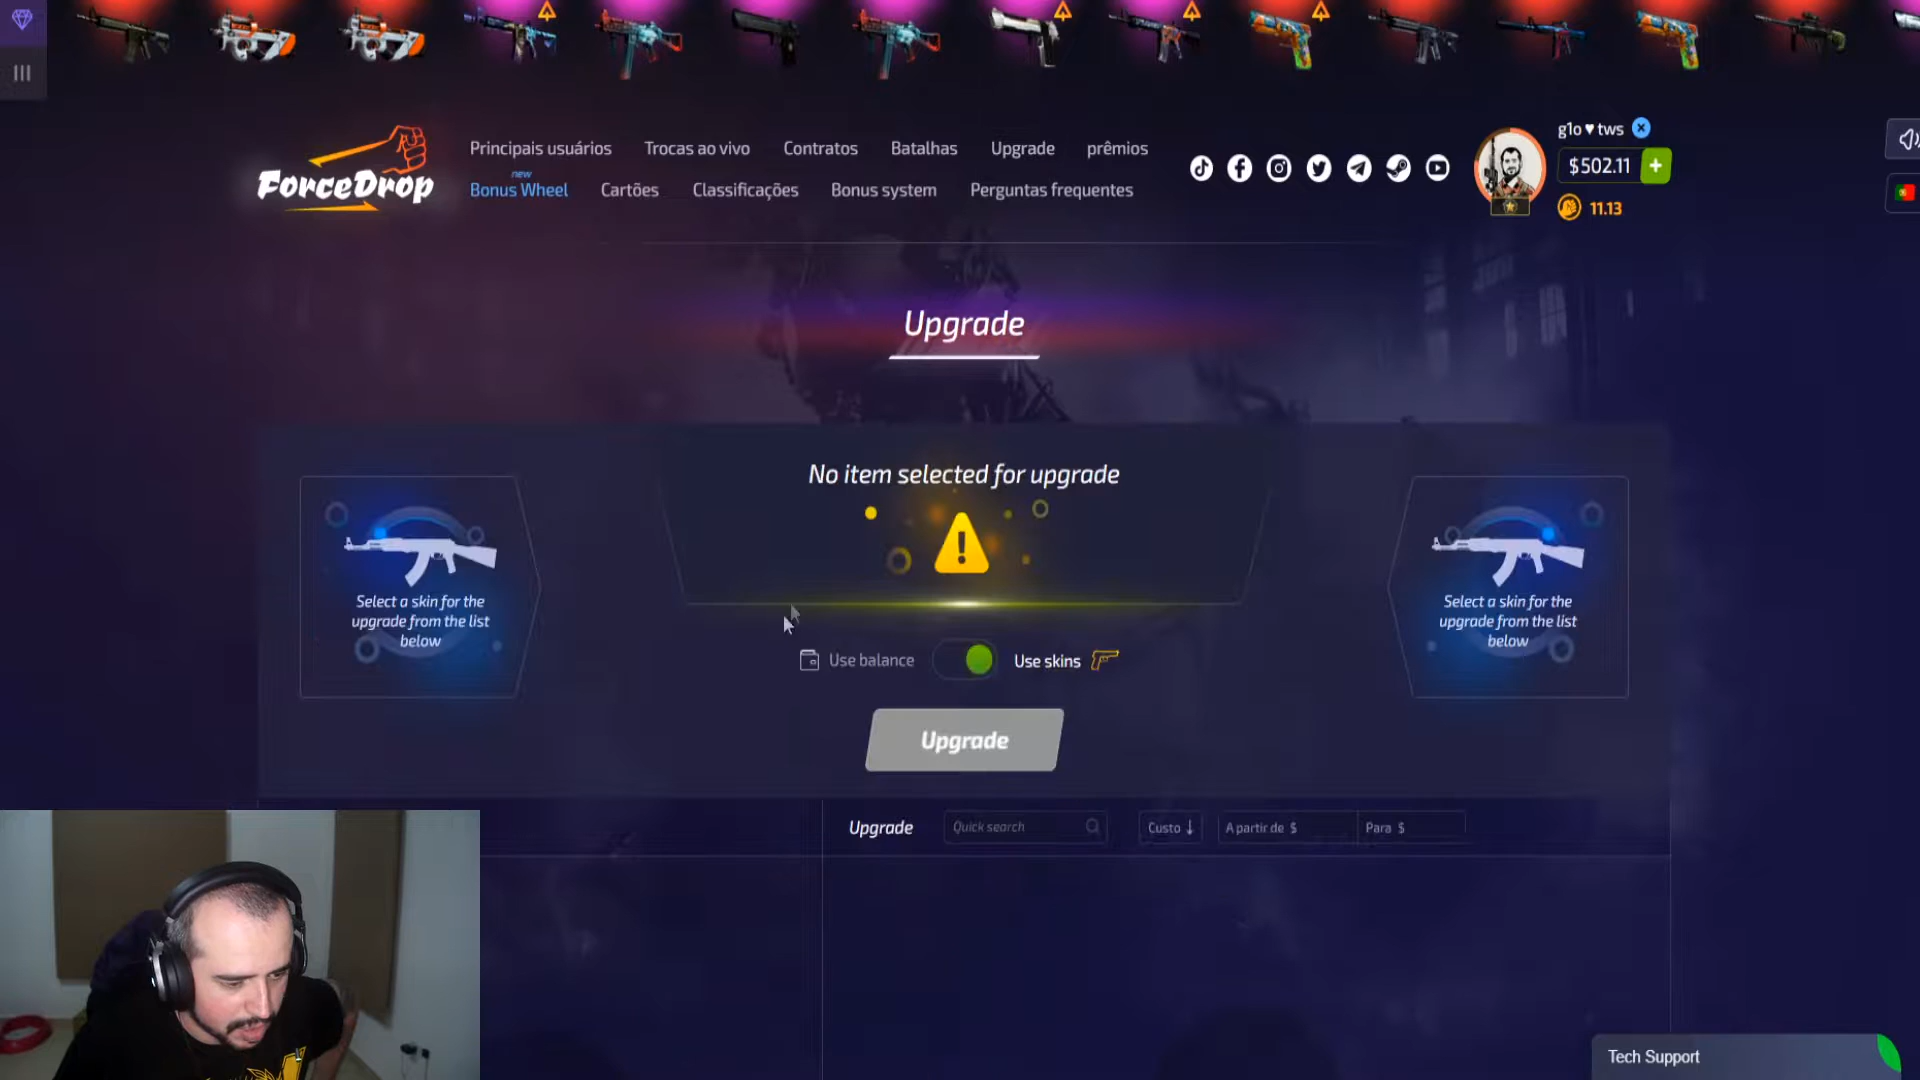 ForceDrop
Principais usuários
Trocas ao vivo
Contratos
Batalhas
Upgrade
prêmios
new
Bonus Wheel
Cartões
Classificações
Bonus system
Perguntas frequentes
g1o ♥ tws
$502.11 +
11.13
Upgrade
No item selected for upgrade
Select a skin for the
upgrade from the list
below
Select a skin for the
upgrade from the list
below
Use balance
Use skins
Upgrade
Upgrade
Quick search
Custo ↓
A partir de $
Para $
Tech Support